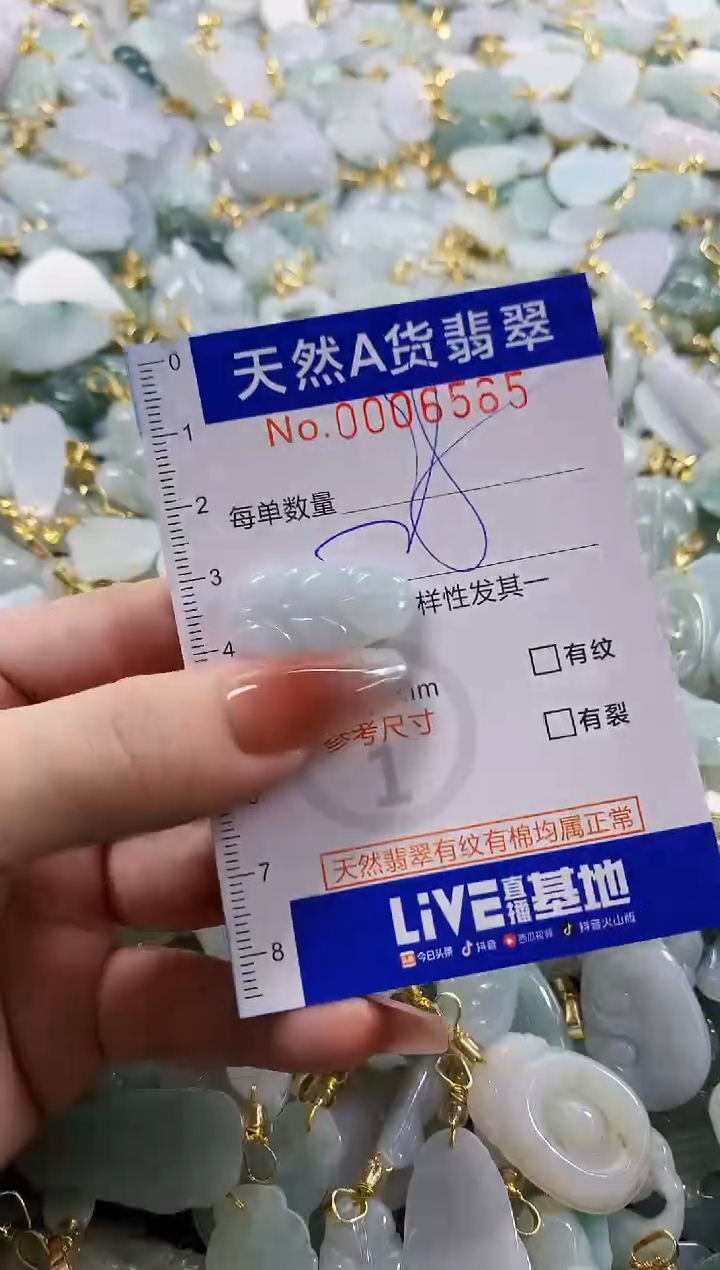 天然A货翡翠
No.0006565
每单数量
样性发其一
有纹
参考尺寸
有裂
1
天然翡翠有纹有棉均属正常
LiVE直播基地
今日头条 抖音 西瓜视频 抖音火山版
0
1
2
3
4
7
8